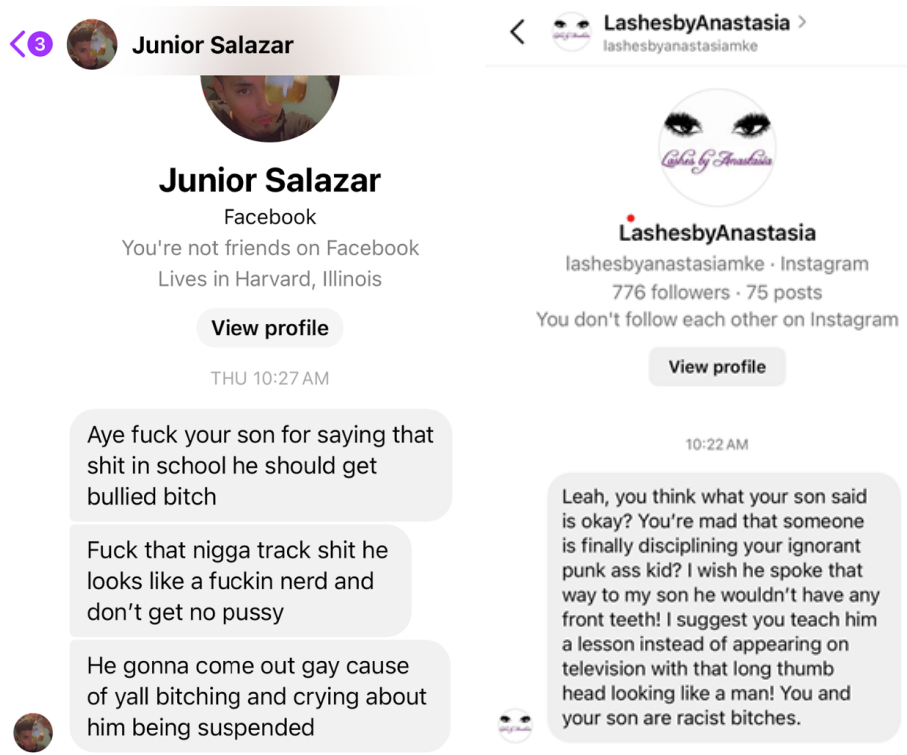 3
Junior Salazar
Junior Salazar
Facebook
You're not friends on Facebook
Lives in Harvard, Illinois
View profile
THU 10:27 AM
Aye fuck your son for saying that
shit in school he should get
bullied bitch
Fuck that nigga track shit he
looks like a fuckin nerd and
don't get no pussy
He gonna come out gay cause
of yall bitching and crying about
him being suspended
LashesbyAnastasia
lashesbyanastasiamke
Lashes by Anastasia
LashesbyAnastasia
lashesbyanastasiamke · Instagram
776 followers · 75 posts
You don't follow each other on Instagram
View profile
10:22 AM
Leah, you think what your son said
is okay? You're mad that someone
is finally disciplining your ignorant
punk ass kid? I wish he spoke that
way to my son he wouldn't have any
front teeth! I suggest you teach him
a lesson instead of appearing on
television with that long thumb
head looking like a man! You and
your son are racist bitches.